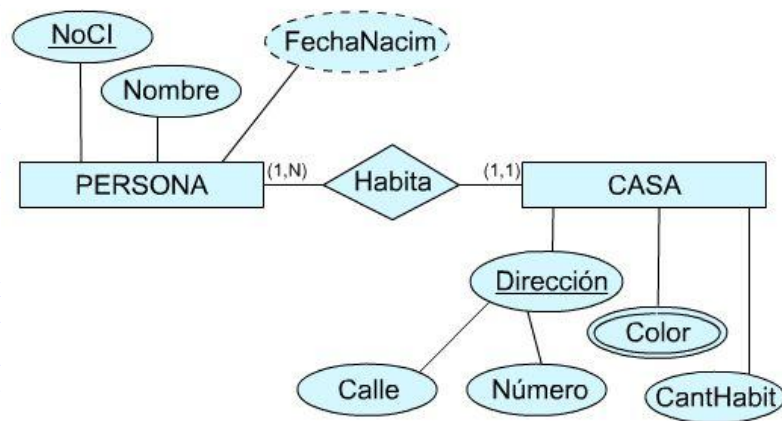 NoCI
FechaNacim
Nombre
PERSONA
(1,N)
Habita
(1,1)
CASA
Dirección
Color
Calle
Número
CantHabit